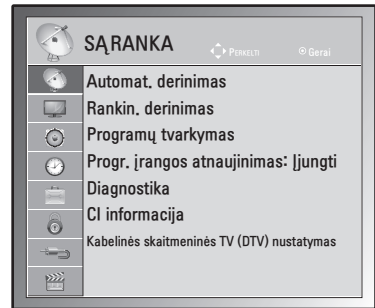 SĄRANKA
PERKELTI
Gerai
Automat. derinimas
Rankin. derinimas
Programų tvarkymas
Progr. įrangos atnaujinimas: Įjungti
Diagnostika
CI informacija
Kabelinės skaitmeninės TV (DTV) nustatymas